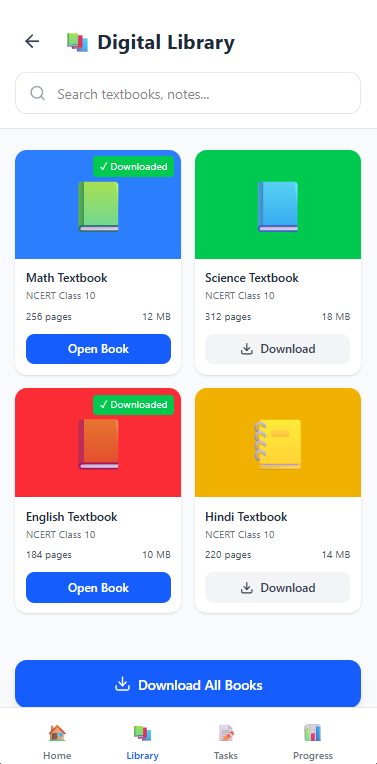 Digital Library
Search textbooks, notes...
✓ Downloaded
Math Textbook
NCERT Class 10
256 pages 12 MB
Open Book
Science Textbook
NCERT Class 10
312 pages 18 MB
Download
✓ Downloaded
English Textbook
NCERT Class 10
184 pages 10 MB
Open Book
Hindi Textbook
NCERT Class 10
220 pages 14 MB
Download
Download All Books
Home Library Tasks Progress